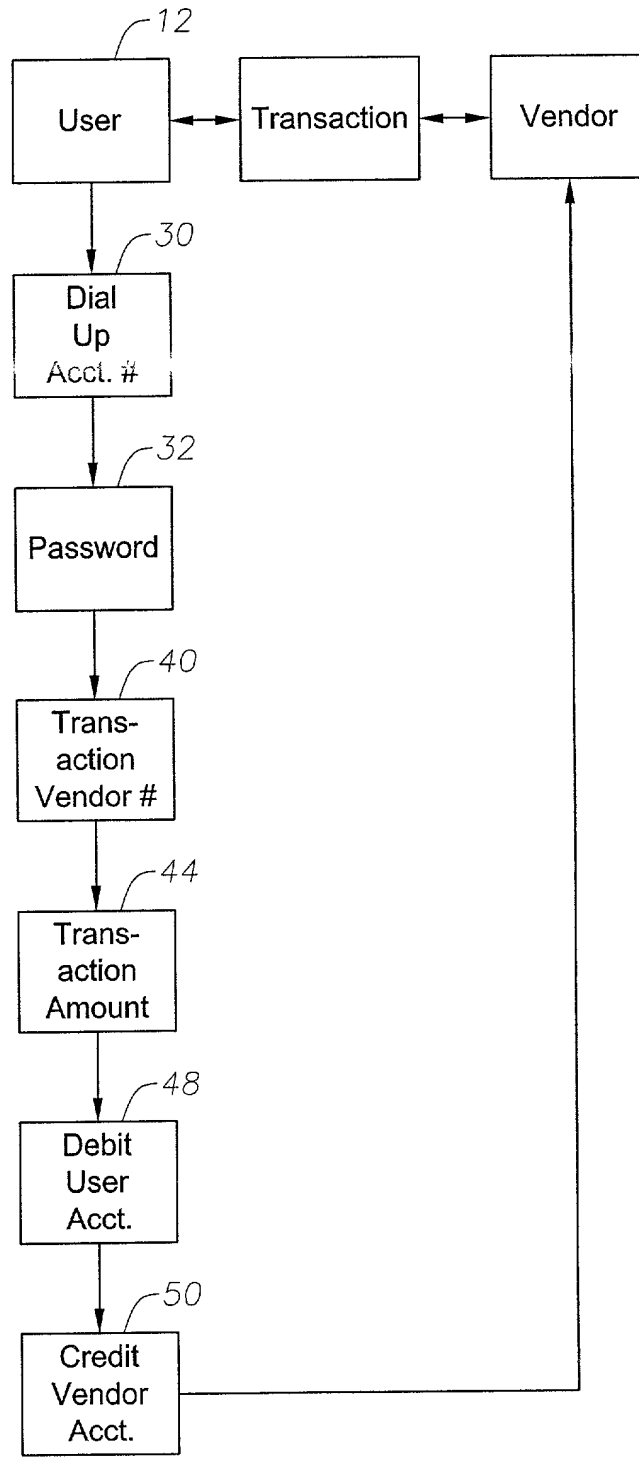 12
User
Transaction
Vendor
30
Dial
Up
Acct. #
32
Password
40
Trans-
action
Vendor #
44
Trans-
action
Amount
48
Debit
User
Acct.
50
Credit
Vendor
Acct.